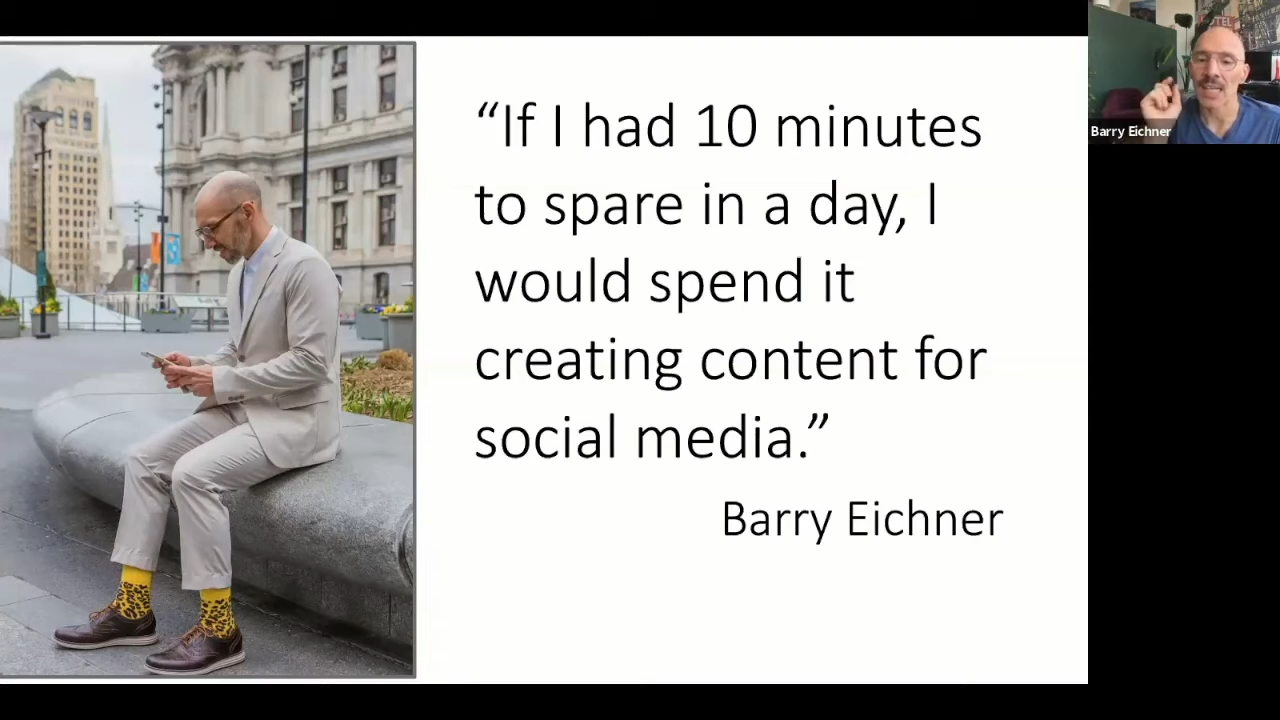 “If I had 10 minutes
to spare in a day, I
would spend it
creating content for
social media.”
Barry Eichner
Barry Eichner